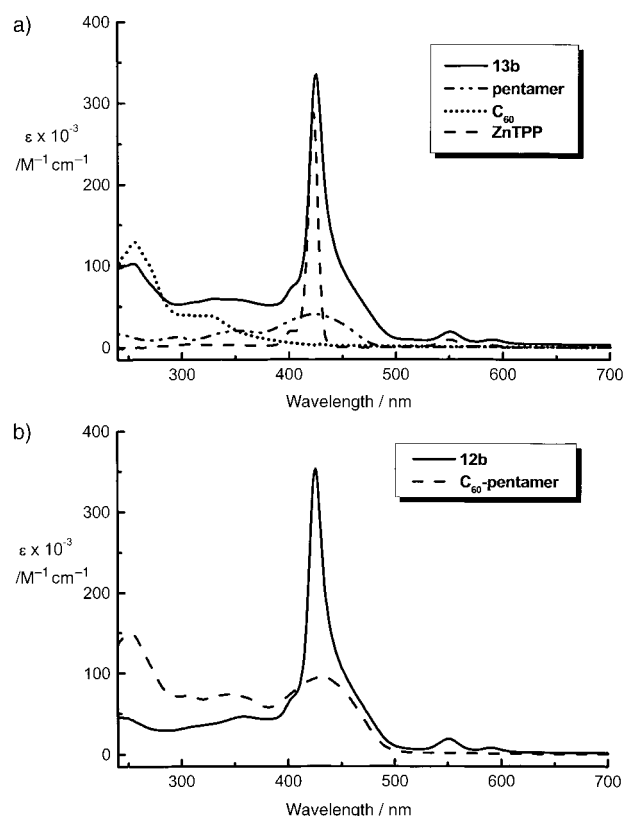 a)
400
300
200
100
0
ε x 10⁻³
/M⁻¹ cm⁻¹
13b
pentamer
C₆₀
ZnTPP
300 400 500 600 700
Wavelength / nm
b)
400
300
200
100
0
ε x 10⁻³
/M⁻¹ cm⁻¹
12b
C₆₀-pentamer
300 400 500 600 700
Wavelength / nm